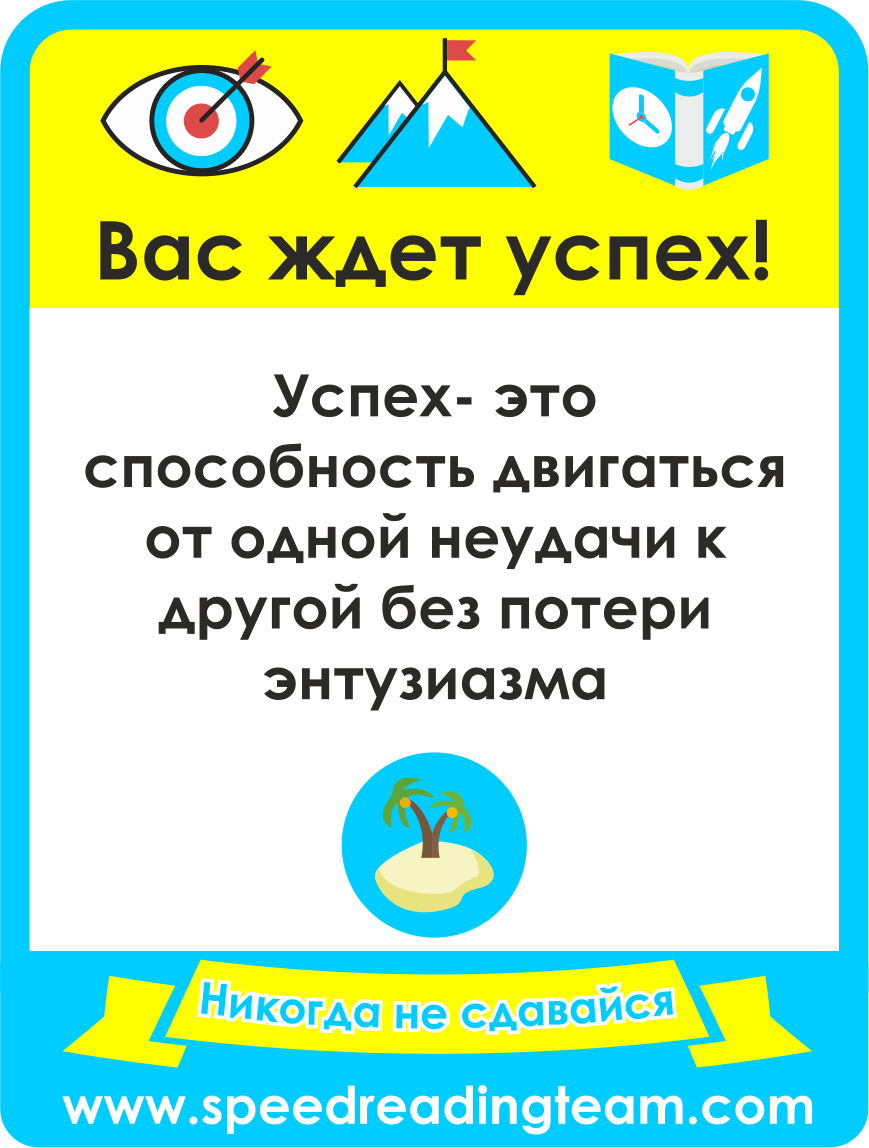 Вас ждет успех!
Успех- это
способность двигаться
от одной неудачи к
другой без потери
энтузиазма
Никогда не сдавайся
www.speedreadingteam.com